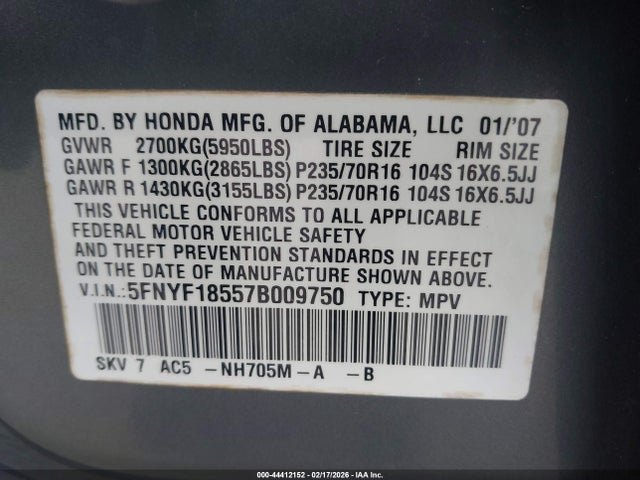 MFD. BY HONDA MFG. OF ALABAMA, LLC 01/'07
GVWR 2700KG(5950LBS) TIRE SIZE RIM SIZE
GAWR F 1300KG(2865LBS) P235/70R16 104S 16X6.5JJ
GAWR R 1430KG(3155LBS) P235/70R16 104S 16X6.5JJ
THIS VEHICLE CONFORMS TO ALL APPLICABLE
FEDERAL MOTOR VEHICLE SAFETY
AND THEFT PREVENTION STANDARDS IN EFFECT
ON THE DATE OF MANUFACTURE SHOWN ABOVE.
V.I.N.:5FNYF18557B009750 TYPE: MPV
SKV 7 AC5 -NH705M-A -B
000-44412152 - 02/17/2026 - IAA Inc.